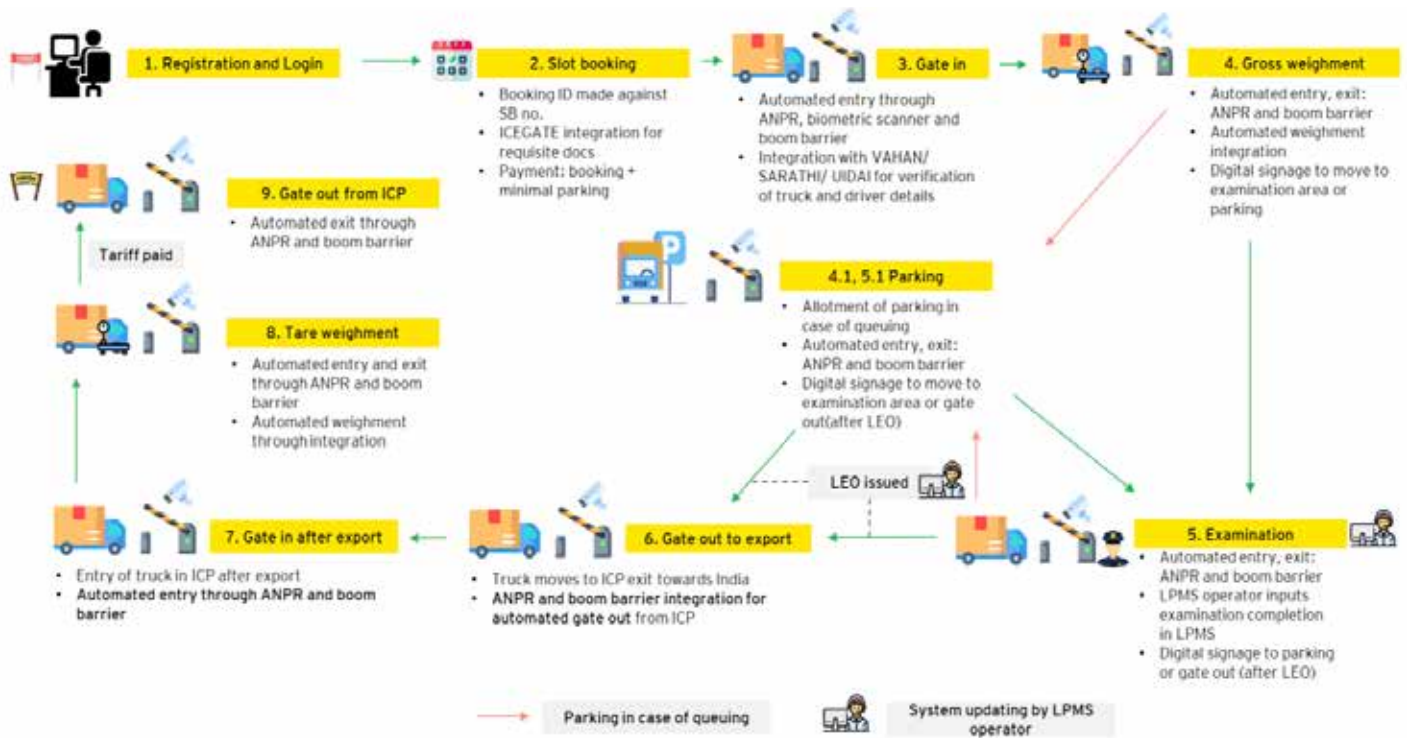 1. Registration and Login
2. Slot booking
• Booking ID made against
SB no.
• ICEGATE integration for
requisite docs
• Payment: booking +
minimal parking
3. Gate in
• Automated entry through
ANPR, biometric scanner and
boom barrier
• Integration with VAHAN/
SARATHI/ UIDAI for verification
of truck and driver details
4. Gross weighment
• Automated entry, exit:
ANPR and boom barrier
• Automated weighment
integration
• Digital signage to move to
examination area or
parking
4.1, 5.1 Parking
• Allotment of parking in
case of queuing
• Automated entry, exit:
ANPR and boom barrier
• Digital signage to move to
examination area or gate
out(after LEO)
P
LEO issued
5. Examination
• Automated entry, exit:
ANPR and boom barrier
• LPMS operator inputs
examination completion
in LPMS
• Digital signage to parking
or gate out (after LEO)
6. Gate out to export
• Truck moves to ICP exit towards India
• ANPR and boom barrier integration for
automated gate out from ICP
7. Gate in after export
• Entry of truck in ICP after export
• Automated entry through ANPR and boom
barrier
8. Tare weighment
• Automated entry and exit
through ANPR and boom
barrier
• Automated weighment
through integration
Tariff paid
9. Gate out from ICP
• Automated exit through
ANPR and boom barrier
Parking in case of queuing
System updating by LPMS
operator